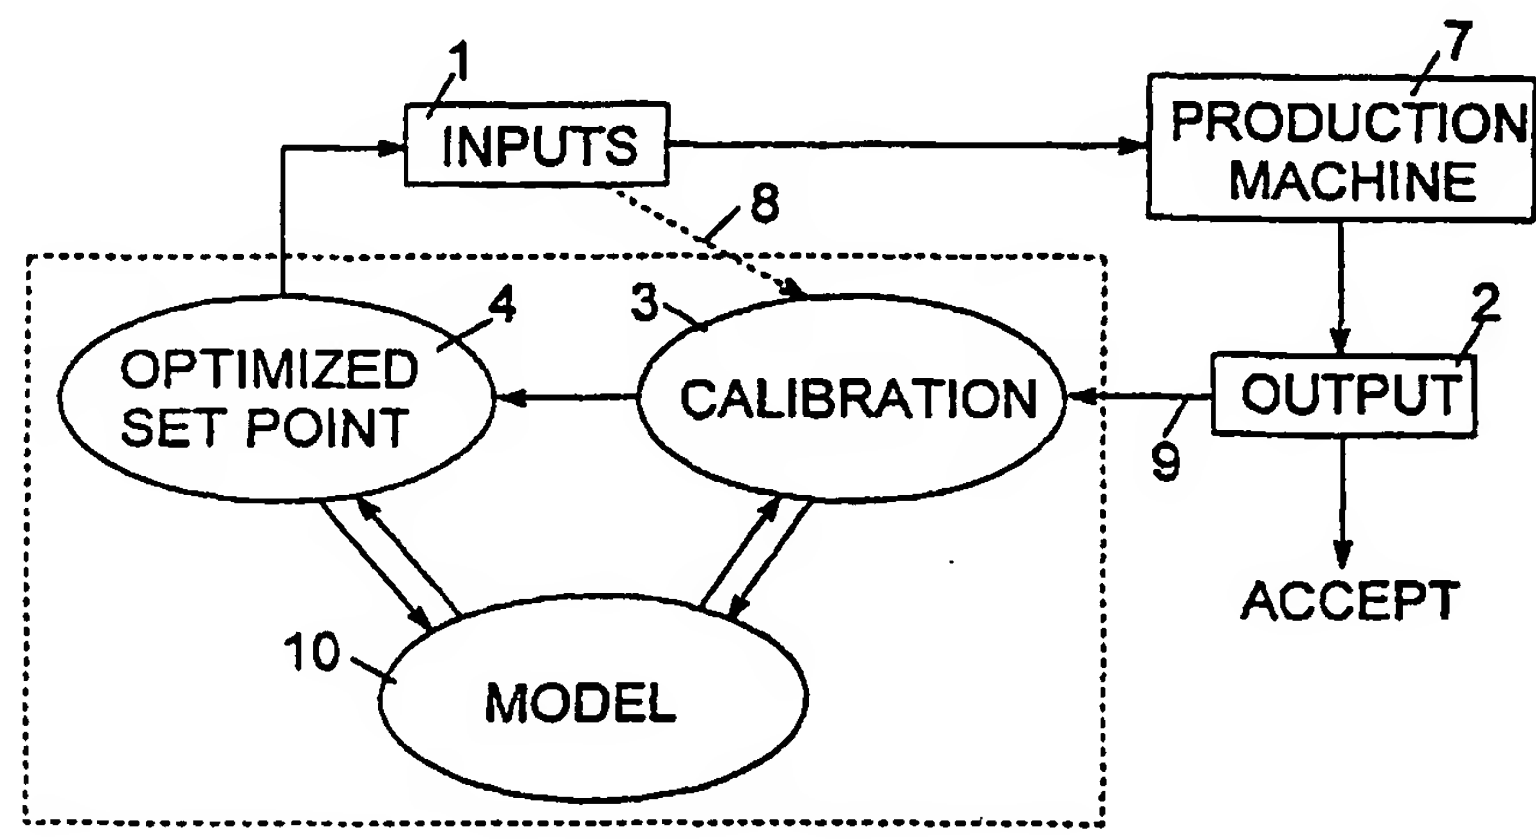 1
INPUTS
7
PRODUCTION
MACHINE
8
4
OPTIMIZED
SET POINT
3
CALIBRATION
2
OUTPUT
9
ACCEPT
10
MODEL